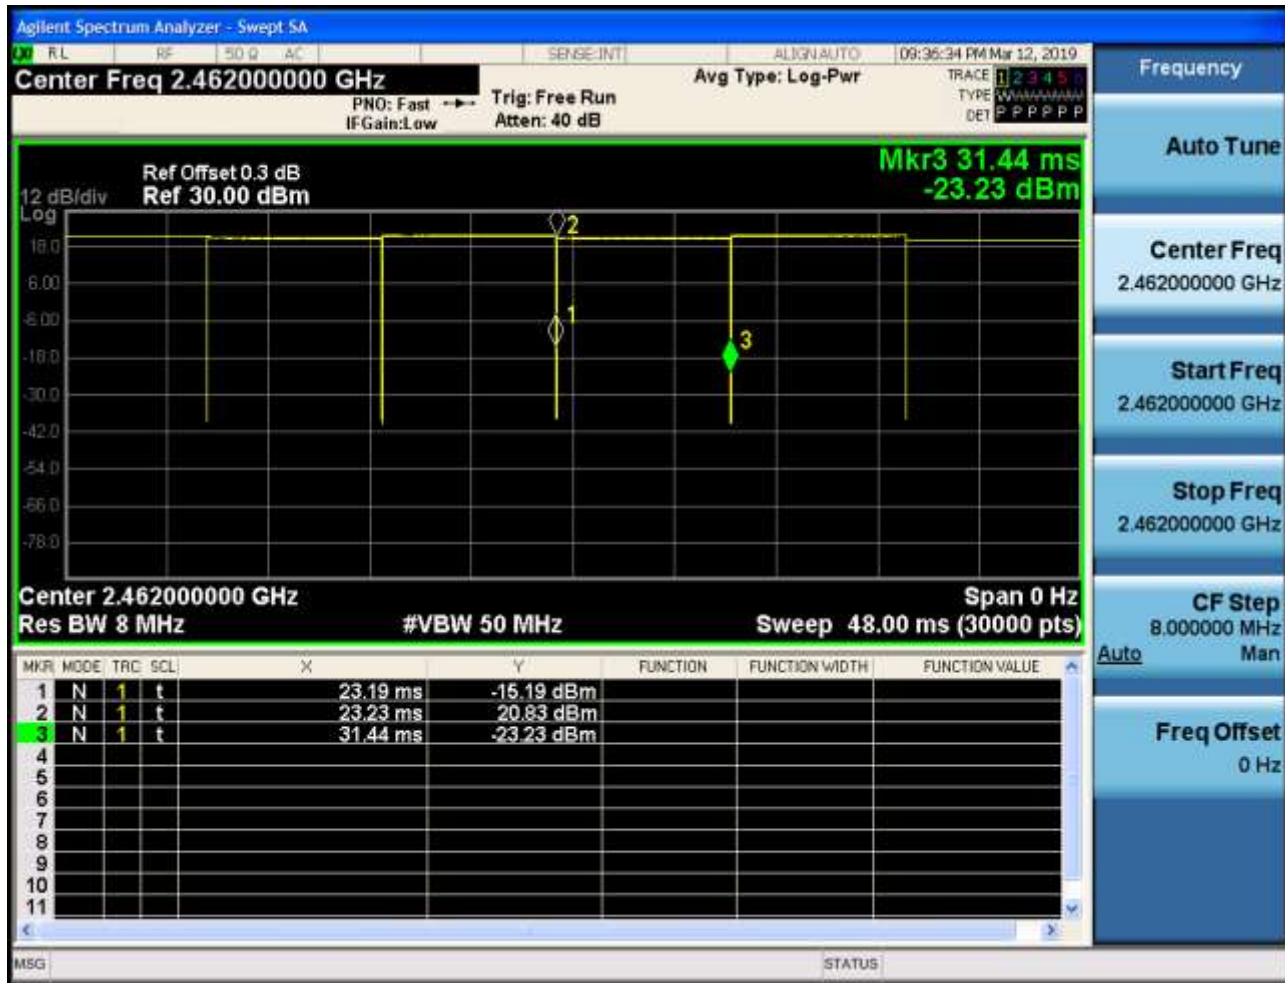 Agilent Spectrum Analyzer - Swept SA
LXI RL RF 50 Ω AC SENSE:INT ALIGN AUTO 09:36:34 PM Mar 12, 2019
Center Freq 2.462000000 GHz
PNO: Fast
IFGain:Low
Trig: Free Run
Atten: 40 dB
Avg Type: Log-Pwr
TRACE 1 2 3 4 5 6
TYPE W
DET P P P P P P
Ref Offset 0.3 dB
12 dB/div Ref 30.00 dBm
Log
Mkr3 31.44 ms
-23.23 dBm
18.0
6.00
-6.00
-18.0
-30.0
-42.0
-54.0
-66.0
-78.0
2
1
3
Center 2.462000000 GHz Span 0 Hz
Res BW 8 MHz #VBW 50 MHz Sweep 48.00 ms (30000 pts)
MKR MODE TRC SCL X Y FUNCTION FUNCTION WIDTH FUNCTION VALUE
1 N 1 t 23.19 ms -15.19 dBm
2 N 1 t 23.23 ms 20.83 dBm
3 N 1 t 31.44 ms -23.23 dBm
4
5
6
7
8
9
10
11
MSG STATUS
Frequency
Auto Tune
Center Freq
2.462000000 GHz
Start Freq
2.462000000 GHz
Stop Freq
2.462000000 GHz
CF Step
8.000000 MHz
Auto Man
Freq Offset
0 Hz